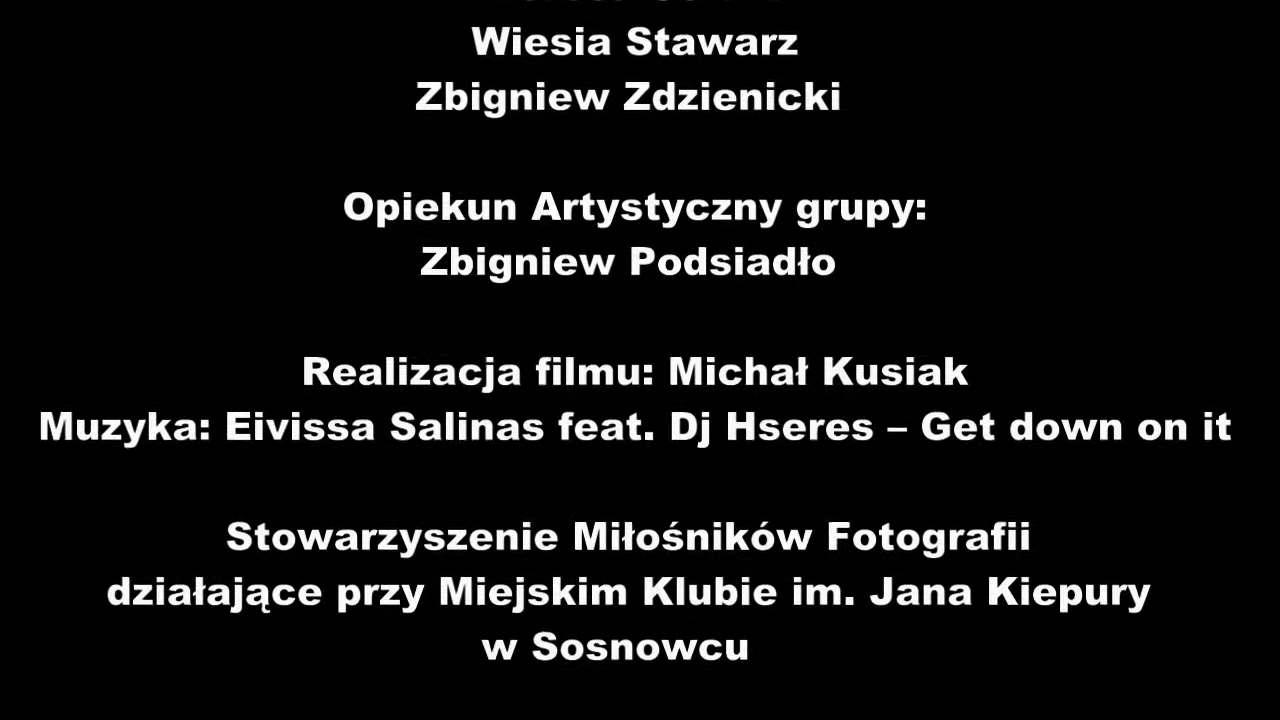 Wiesia Stawarz
Zbigniew Zdzienicki
Opiekun Artystyczny grupy:
Zbigniew Podsiadło
Realizacja filmu: Michał Kusiak
Muzyka: Eivissa Salinas feat. Dj Hseres – Get down on it
Stowarzyszenie Miłośników Fotografii
działające przy Miejskim Klubie im. Jana Kiepury
w Sosnowcu